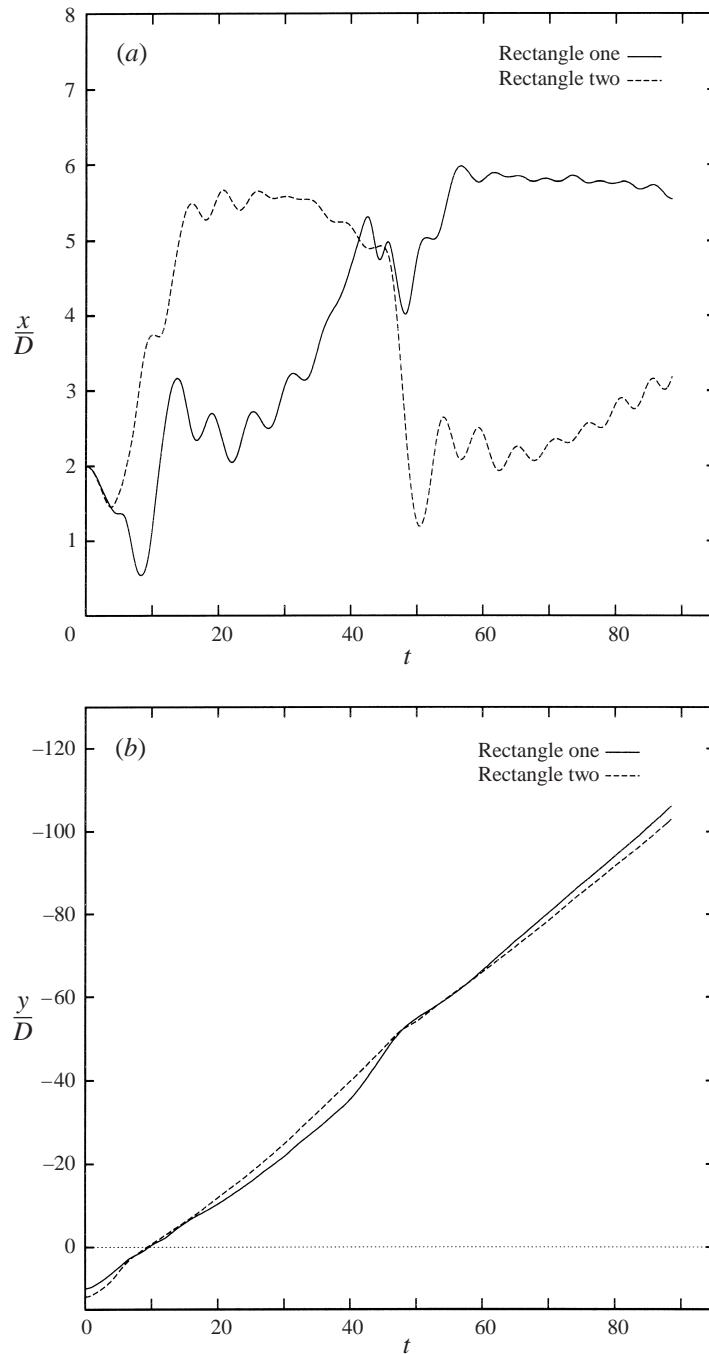 8
(a)
Rectangle one
Rectangle two
7
6
5
x/D
4
3
2
1
0 20 40 60 80
t
(b)
–120
Rectangle one
Rectangle two
–100
–80
y/D
–60
–40
–20
0
0 20 40 60 80
t